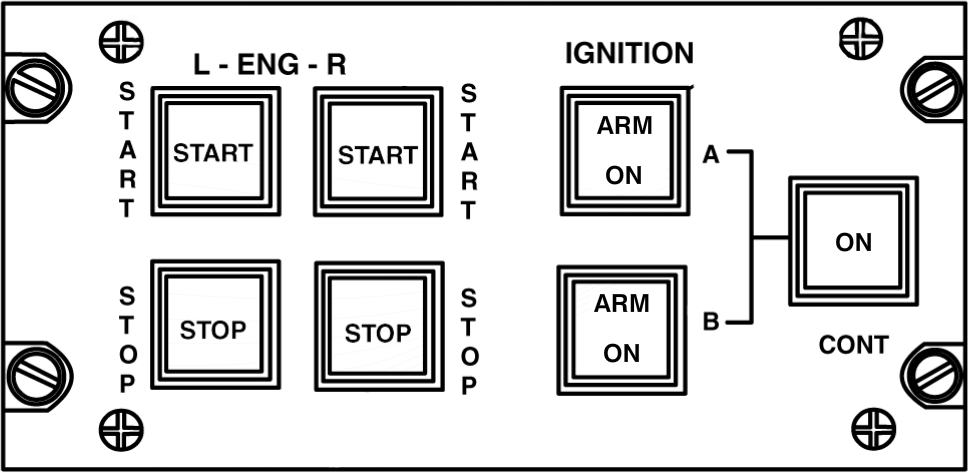 L - ENG - R
IGNITION
START
START
START
START
ARM
ON
A
ON
STOP
STOP
STOP
STOP
ARM
ON
B
CONT